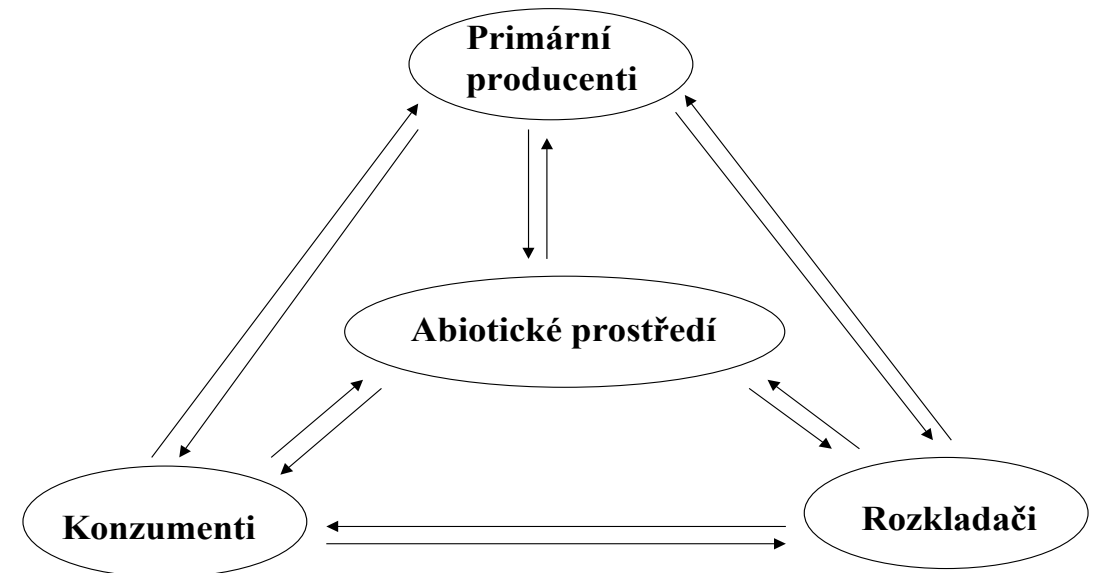 Primární
producenti
Abiotické prostředí
Konzumenti
Rozkladači